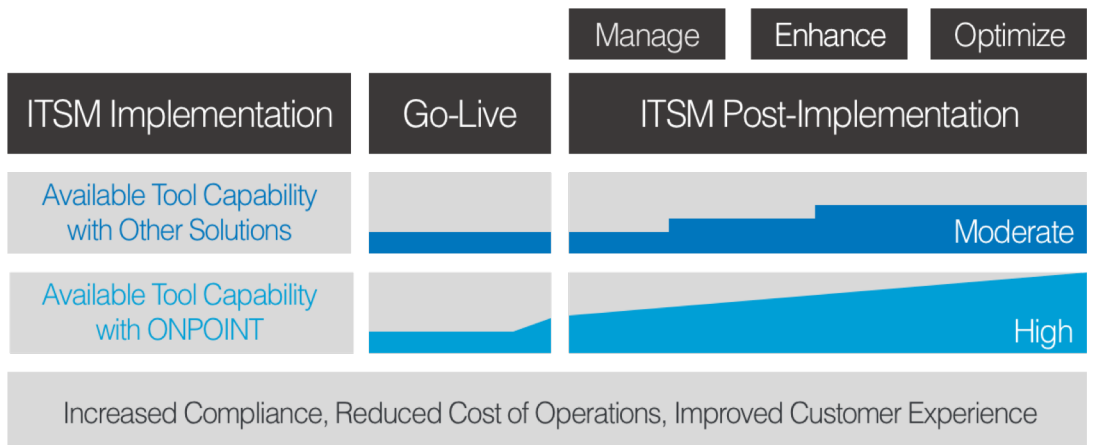 Manage
Enhance
Optimize
ITSM Implementation
Go-Live
ITSM Post-Implementation
Available Tool Capability
with Other Solutions
Moderate
Available Tool Capability
with ONPOINT
High
Increased Compliance, Reduced Cost of Operations, Improved Customer Experience